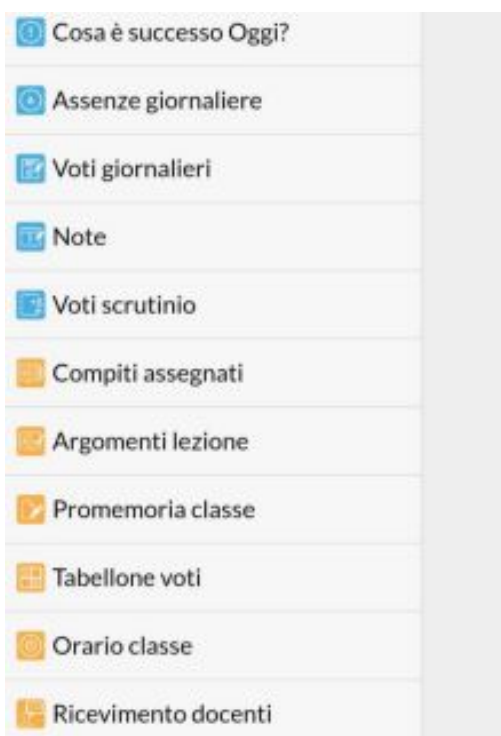 Cosa è successo Oggi?
Assenze giornaliere
Voti giornalieri
Note
Voti scrutinio
Compiti assegnati
Argomenti lezione
Promemoria classe
Tabellone voti
Orario classe
Ricevimento docenti